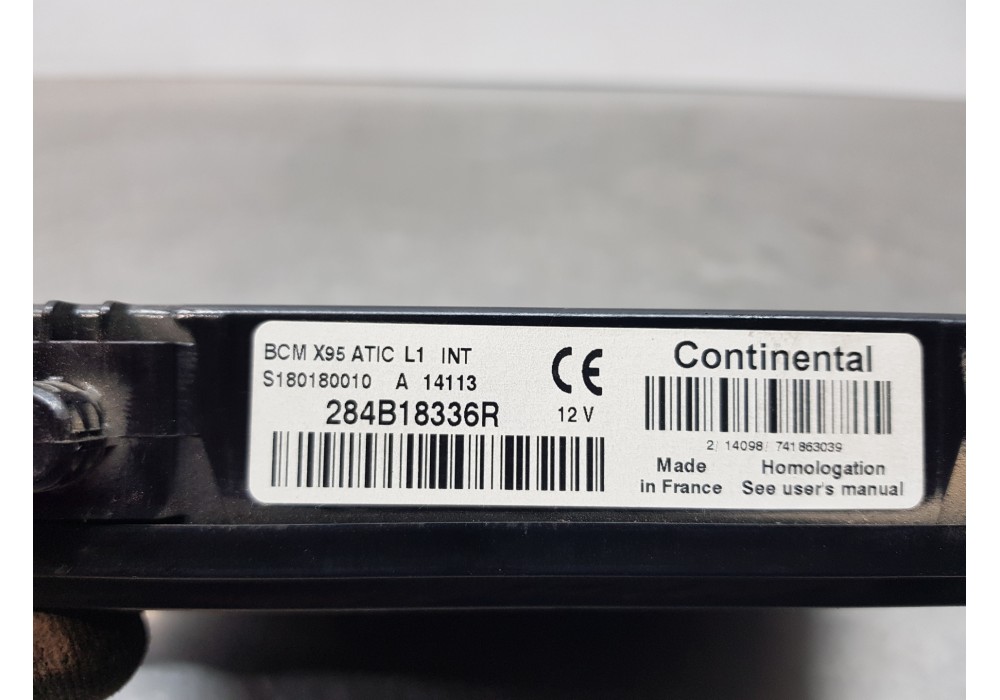 BCM X95 ATIC L1 INT
S180180010 A 14113
284B18336R
CE
12 V
Continental
2/ 14098/ 741863039
Made
in France
Homologation
See user's manual